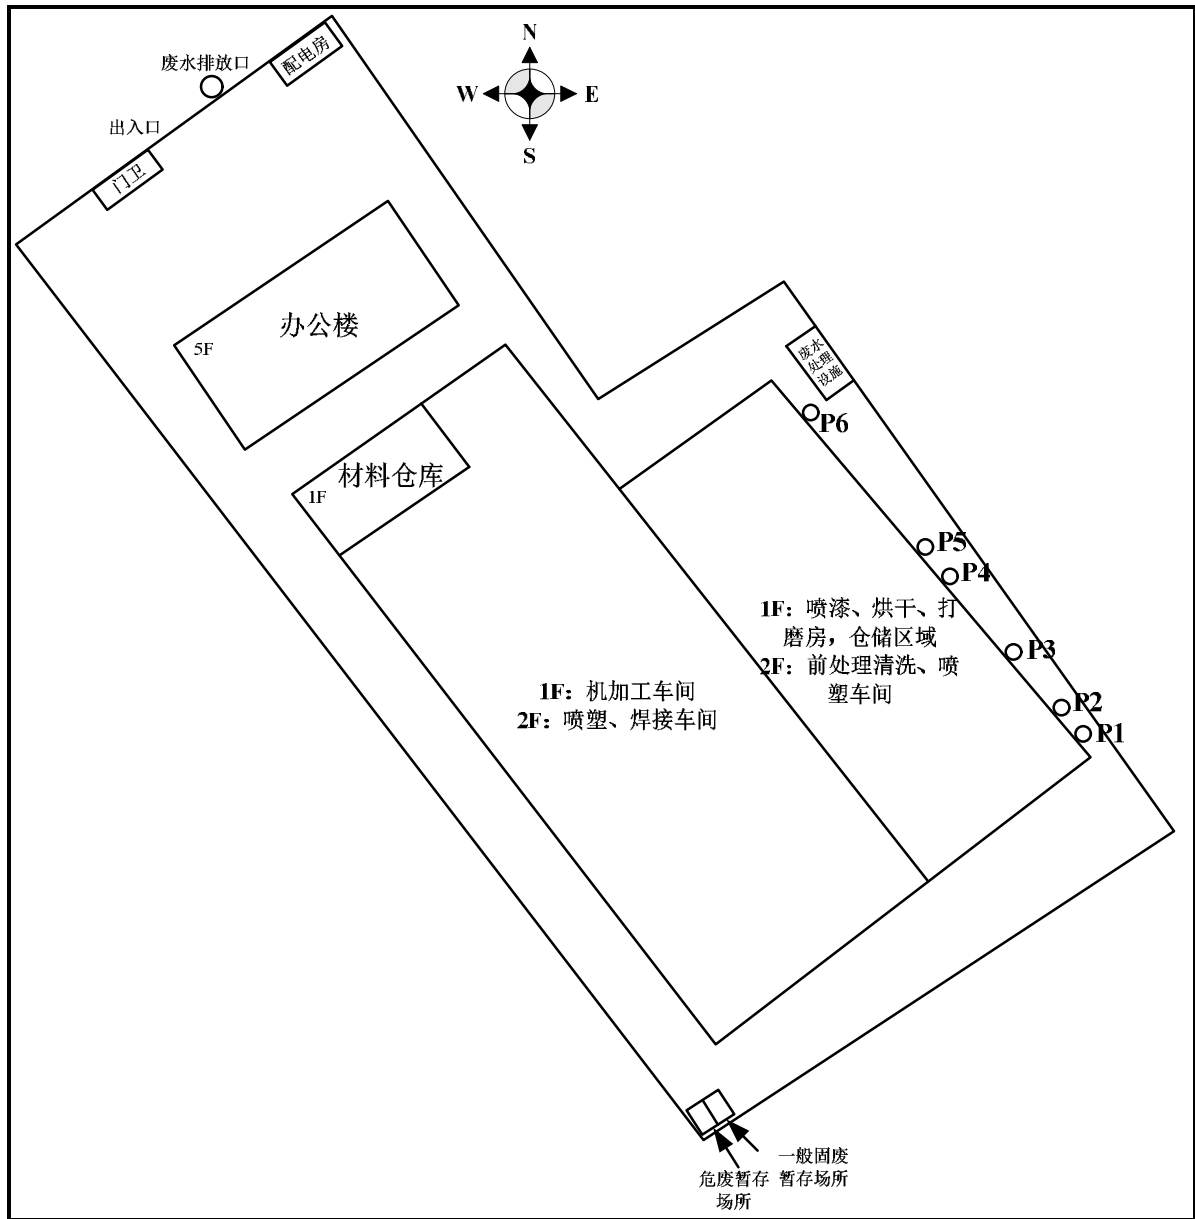 N
W
E
S
废水排放口
配电房
出入口
门卫
办公楼
5F
废水
处理
设施
P6
材料仓库
1F
P5
P4
1F：喷漆、烘干、打
磨房，仓储区域
2F：前处理清洗、喷
塑车间
P3
1F：机加工车间
2F：喷塑、焊接车间
P2
P1
一般固废
暂存场所
危废暂存
场所